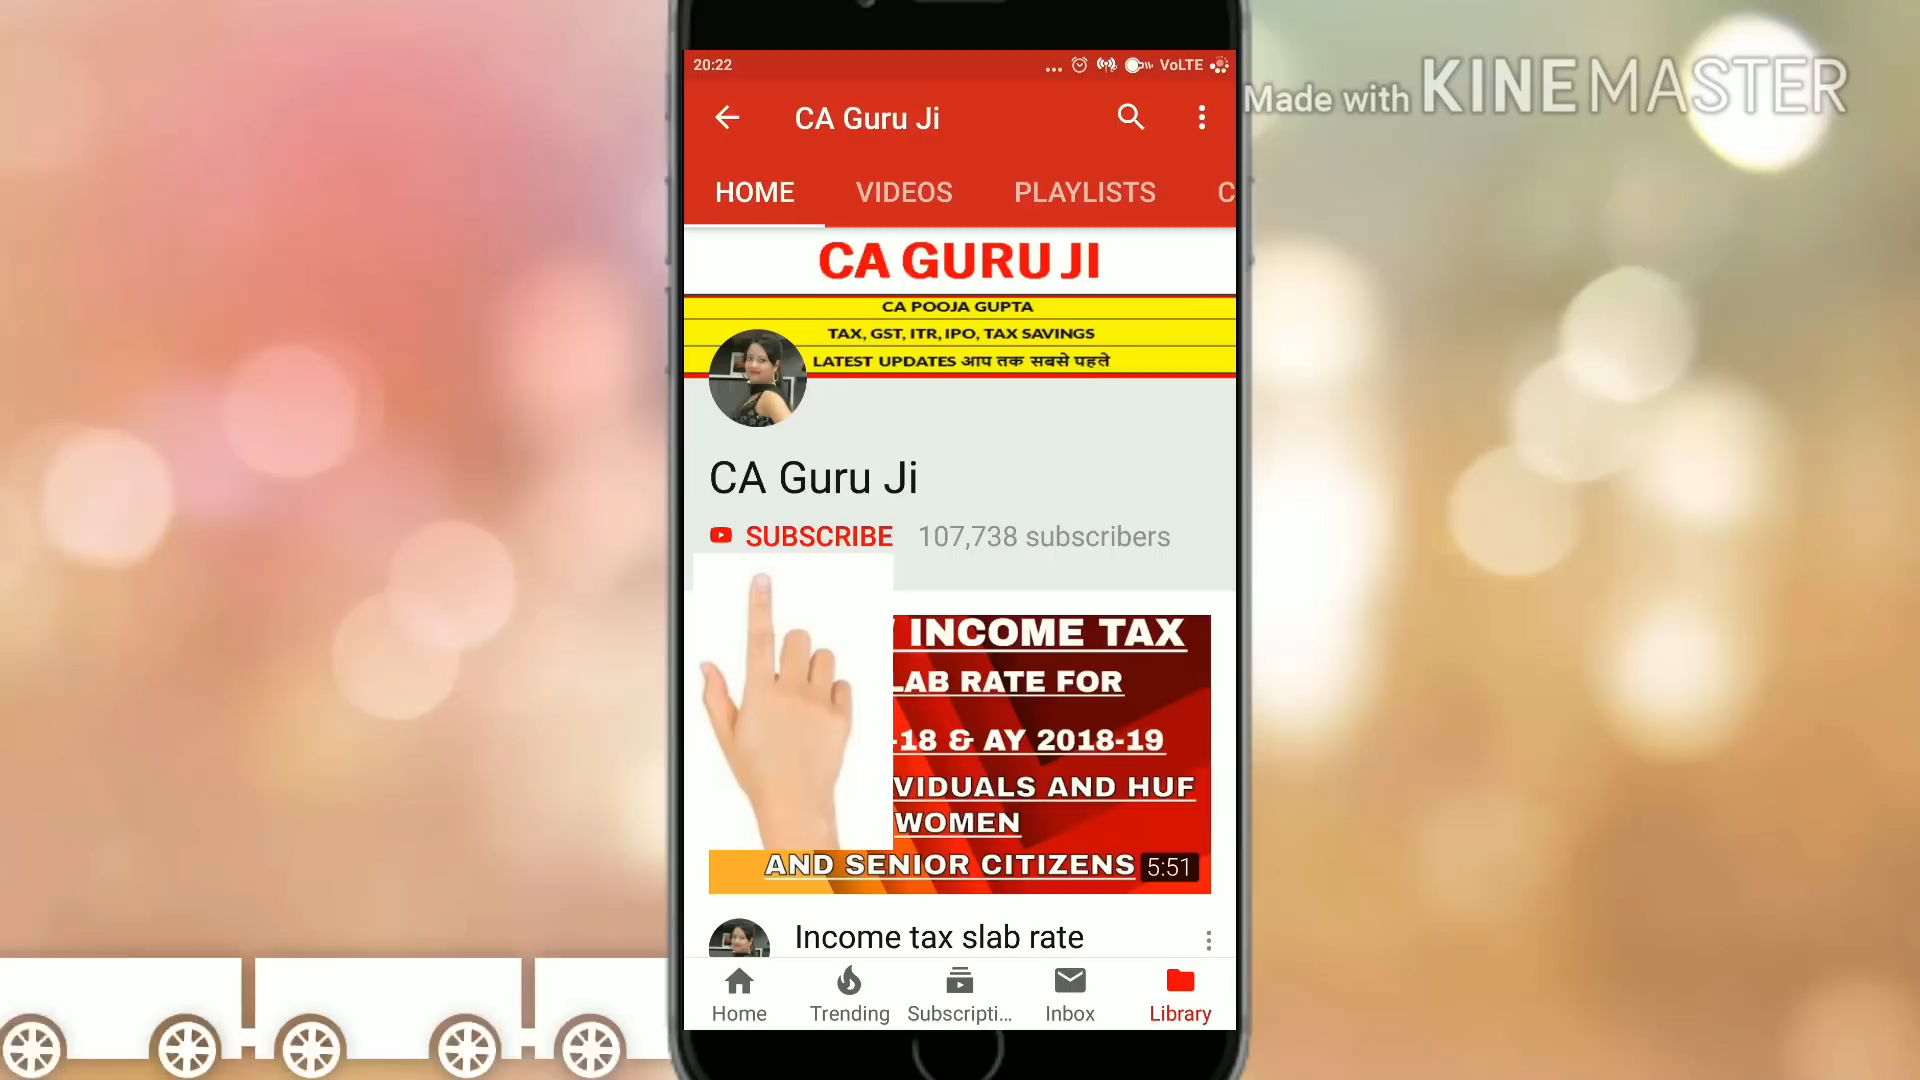 20:22
VoLTE
CA Guru Ji
Made with KINEMASTER
HOME VIDEOS PLAYLISTS C
CA GURU JI
CA POOJA GUPTA
TAX, GST, ITR, IPO, TAX SAVINGS
LATEST UPDATES आप तक सबसे पहले
CA Guru Ji
SUBSCRIBE 107,738 subscribers
INCOME TAX
LAB RATE FOR
-18 & AY 2018-19
VIDUALS AND HUF
WOMEN
AND SENIOR CITIZENS
5:51
Income tax slab rate
Home Trending Subscripti... Inbox Library